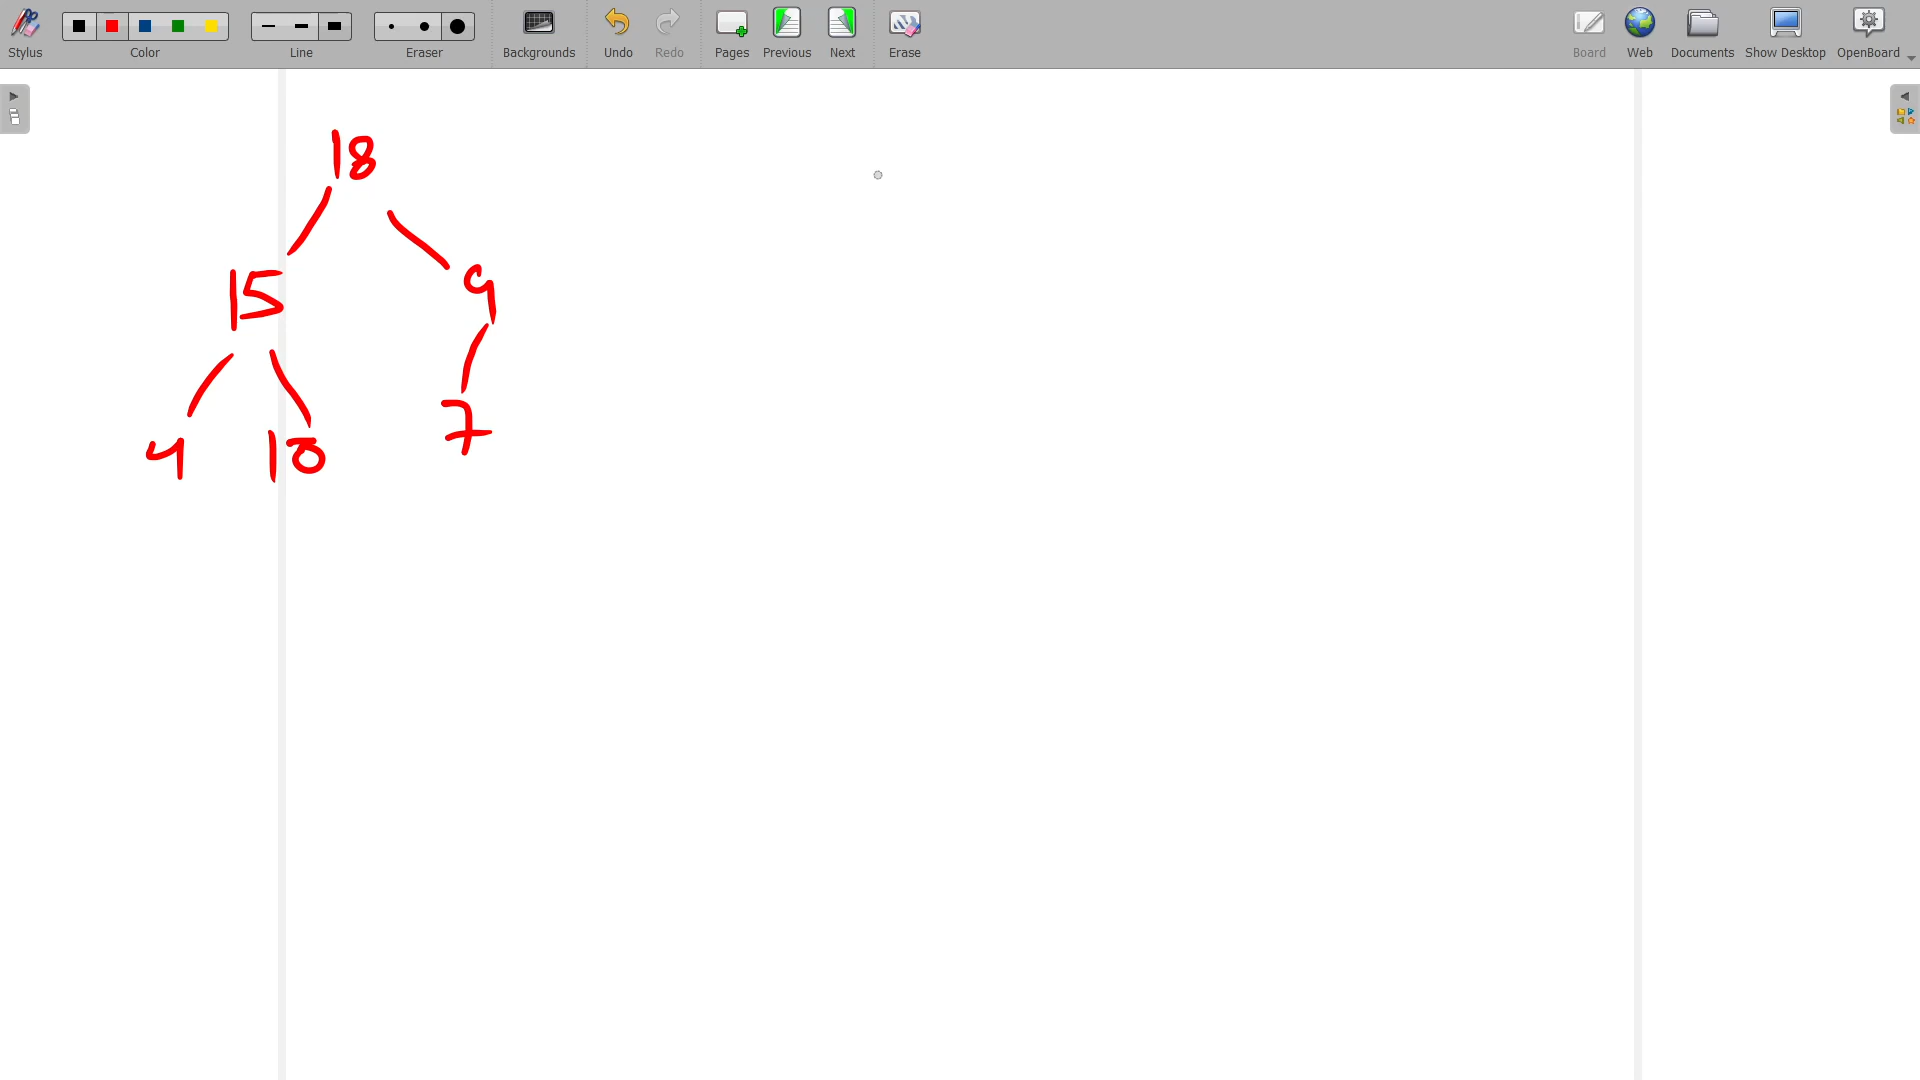 Stylus Color Line Eraser Backgrounds Undo Redo Pages Previous Next Erase Board Web Documents Show Desktop OpenBoard
18
15 9
4 10 7